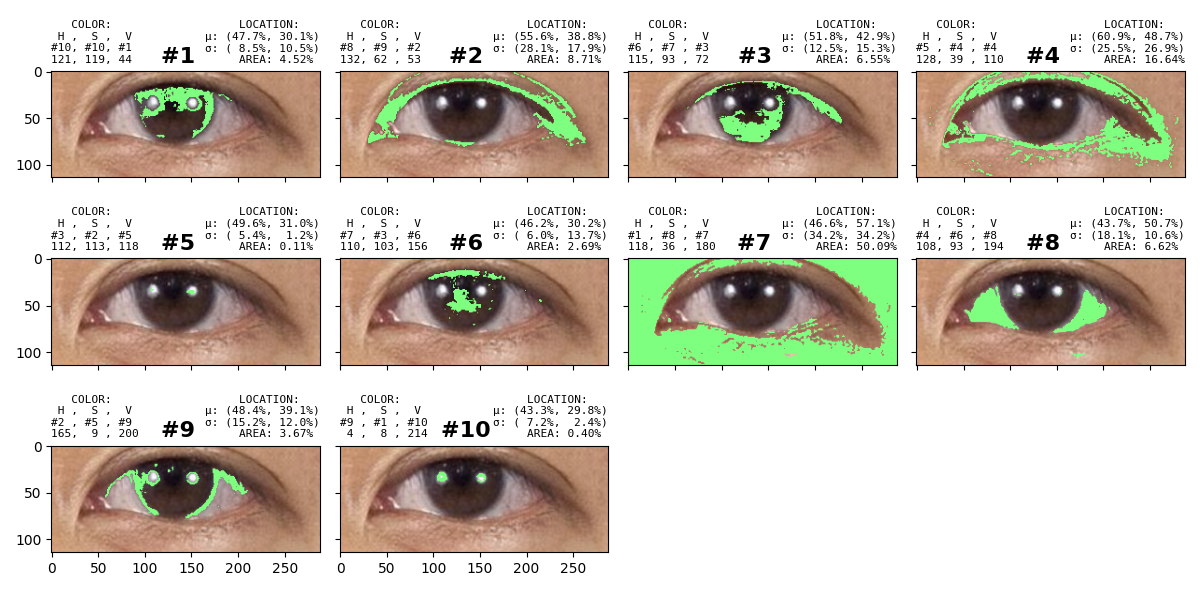 COLOR: LOCATION: COLOR: LOCATION: COLOR: LOCATION: COLOR: LOCATION:
H , S , V μ: (47.7%, 30.1%) H , S , V μ: (55.6%, 38.8%) H , S , V μ: (51.8%, 42.9%) H , S , V μ: (60.9%, 48.7%)
#10, #10, #1 #1 σ: ( 8.5%, 10.5%) #8 , #9 , #2 #2 σ: (28.1%, 17.9%) #6 , #7 , #3 #3 σ: (12.5%, 15.3%) #5 , #4 , #4 #4 σ: (25.5%, 26.9%)
121, 119, 44 AREA: 4.52% 132, 62 , 53 AREA: 8.71% 115, 93 , 72 AREA: 6.55% 128, 39 , 110 AREA: 16.64%
0
50
100
COLOR: LOCATION: COLOR: LOCATION: COLOR: LOCATION: COLOR: LOCATION:
H , S , V μ: (49.6%, 31.0%) H , S , V μ: (46.2%, 30.2%) H , S , V μ: (46.6%, 57.1%) H , S , V μ: (43.7%, 50.7%)
#3 , #2 , #5 #5 σ: ( 5.4%, 1.2%) #7 , #3 , #6 #6 σ: ( 6.0%, 13.7%) #1 , #8 , #7 #7 σ: (34.2%, 34.2%) #4 , #6 , #8 #8 σ: (18.1%, 10.6%)
112, 113, 118 AREA: 0.11% 110, 103, 156 AREA: 2.69% 118, 36 , 180 AREA: 50.09% 108, 93 , 194 AREA: 6.62%
0
50
100
COLOR: LOCATION: COLOR: LOCATION:
H , S , V μ: (48.4%, 39.1%) H , S , V μ: (43.3%, 29.8%)
#2 , #5 , #9 #9 σ: (15.2%, 12.0%) #9 , #1 , #10 #10 σ: ( 7.2%, 2.4%)
165, 9 , 200 AREA: 3.67% 4 , 8 , 214 AREA: 0.40%
0
50
100
0 50 100 150 200 250 0 50 100 150 200 250